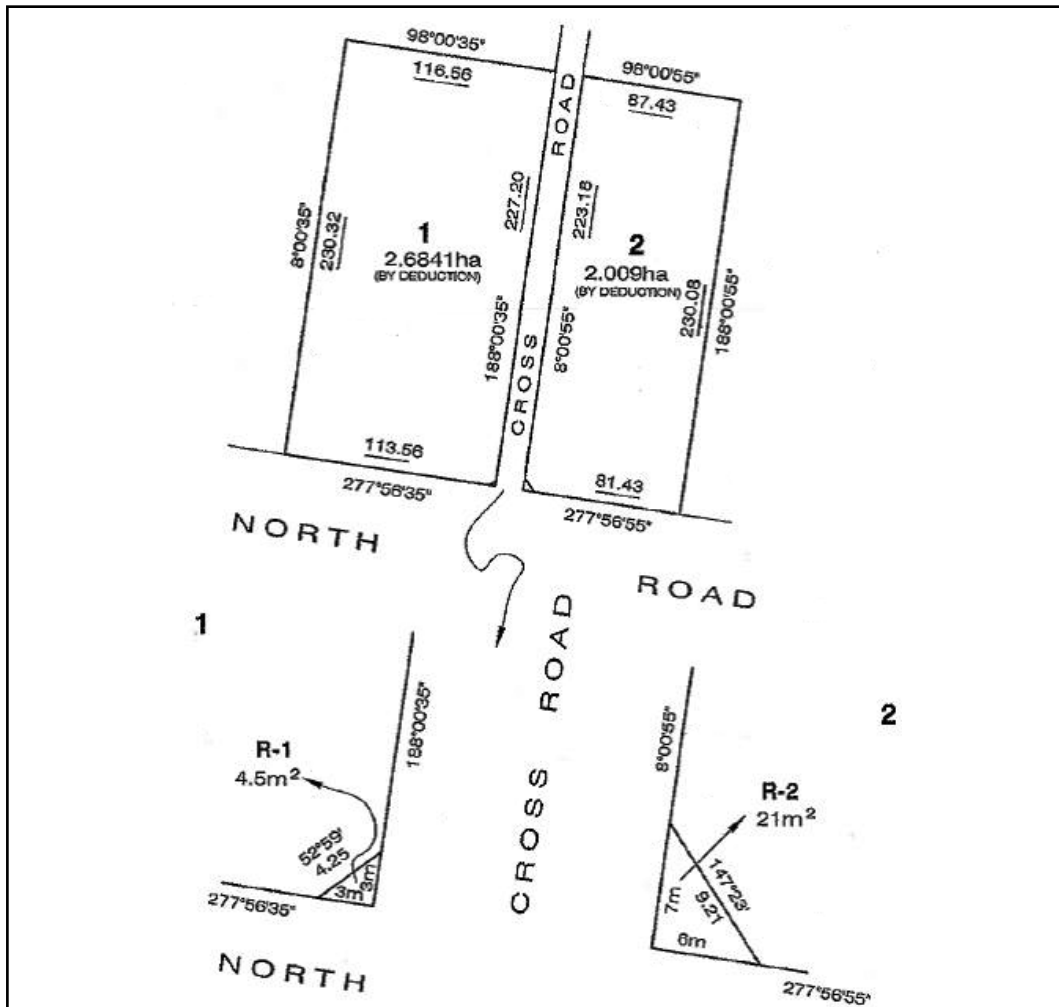 98°00'35"
116.56
98°00'55"
87.43
ROAD
8°00'35"
230.32
227.20
223.18
1
2.6841ha
(BY DEDUCTION)
2
2.009ha
(BY DEDUCTION)
230.08
188°00'55"
188°00'35"
8°00'55"
CROSS
113.56
277°56'35"
81.43
277°56'55"
NORTH
ROAD
1
188°00'35"
R-1
4.5m²
52°59'
4.25
3m
3m
277°56'35"
NORTH
CROSS ROAD
2
8°00'55"
R-2
21m²
147°23'
9.21
7m
6m
277°56'55"